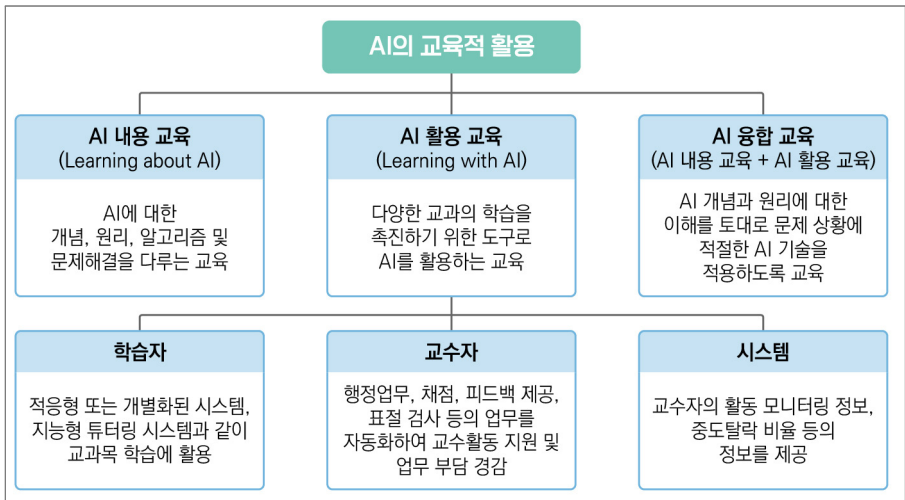 AI의 교육적 활용
AI 내용 교육
(Learning about AI)
AI에 대한
개념, 원리, 알고리즘 및
문제해결을 다루는 교육
AI 활용 교육
(Learning with AI)
다양한 교과의 학습을
촉진하기 위한 도구로
AI를 활용하는 교육
AI 융합 교육
(AI 내용 교육 + AI 활용 교육)
AI 개념과 원리에 대한
이해를 토대로 문제 상황에
적절한 AI 기술을
적용하도록 교육
학습자
적응형 또는 개별화된 시스템,
지능형 튜터링 시스템과 같이
교과목 학습에 활용
교수자
행정업무, 채점, 피드백 제공,
표절 검사 등의 업무를
자동화하여 교수활동 지원 및
업무 부담 경감
시스템
교수자의 활동 모니터링 정보,
중도탈락 비율 등의
정보를 제공